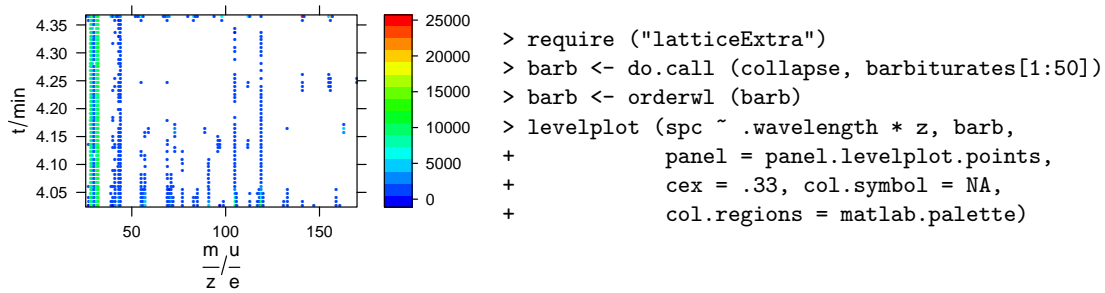 4.35
4.30
4.25
4.20
4.15
4.10
4.05
t/min
50
100
150
m/z / u/e
25000
20000
15000
10000
5000
0
> require ("latticeExtra")
> barb <- do.call (collapse, barbiturates[1:50])
> barb <- orderwl (barb)
> levelplot (spc ~ .wavelength * z, barb,
+ panel = panel.levelplot.points,
+ cex = .33, col.symbol = NA,
+ col.regions = matlab.palette)